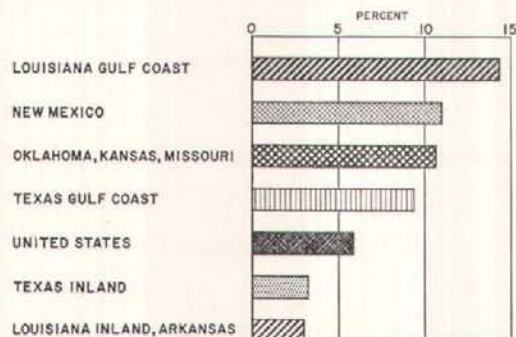 PERCENT
0 5 10 15
LOUISIANA GULF COAST
NEW MEXICO
OKLAHOMA, KANSAS, MISSOURI
TEXAS GULF COAST
UNITED STATES
TEXAS INLAND
LOUISIANA INLAND, ARKANSAS